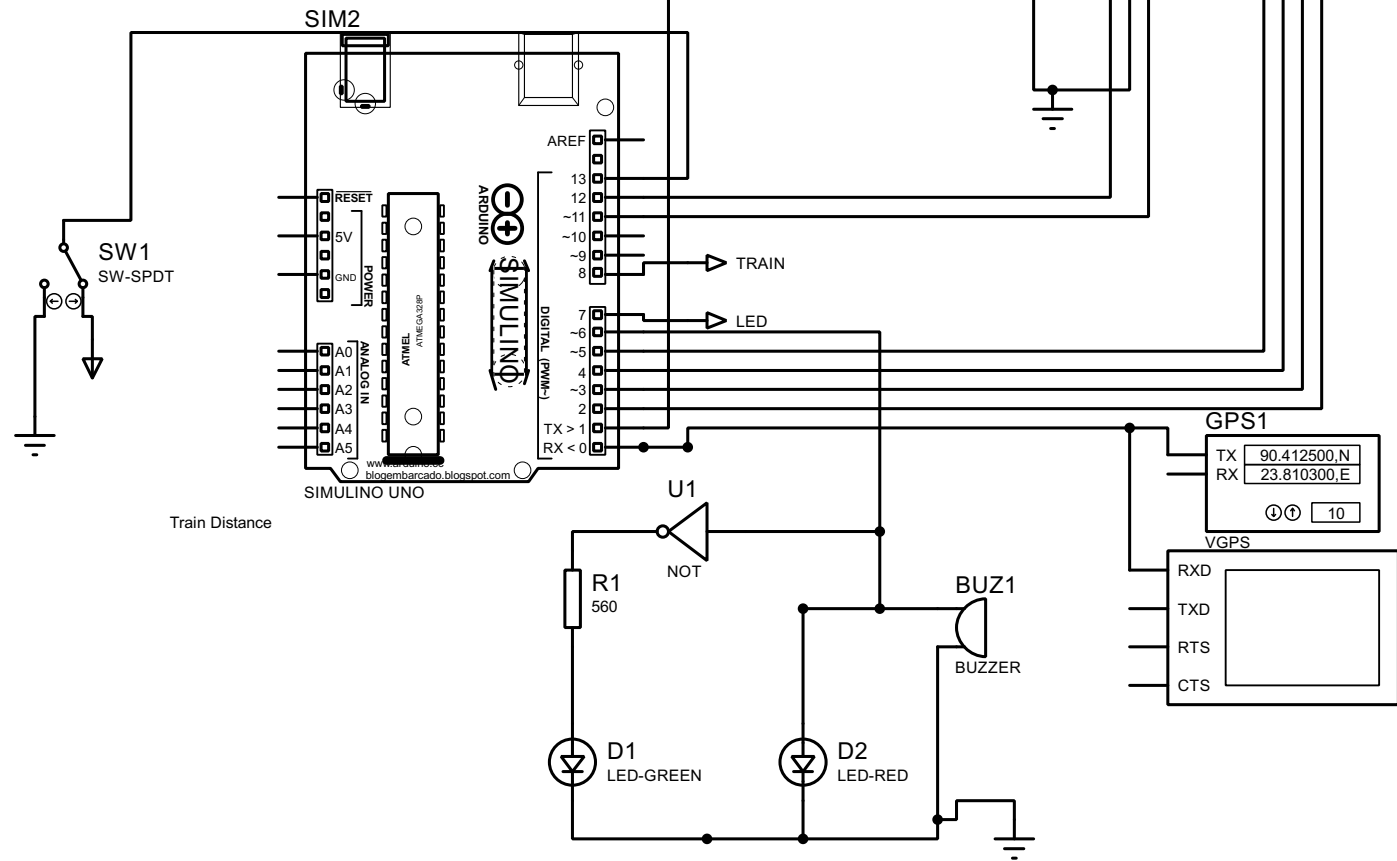 SIM2
AREF
13
12
~11
~10
~9
8
7
~6
~5
4
~3
2
TX > 1
RX < 0
RESET
5V
GND
POWER
A0
A1
A2
A3
A4
A5
ANALOG IN
ATMEL
ATMEGA328P
ARDUINO
SIMULINO
DIGITAL (PWM~)
blogembarcado.blogspot.com
SIMULINO UNO
SW1
SW-SPDT
TRAIN
LED
Train Distance
GPS1
TX 90.412500,N
RX 23.810300,E
10
VGPS
RXD
TXD
RTS
CTS
U1
NOT
R1
560
BUZ1
BUZZER
D1
LED-GREEN
D2
LED-RED